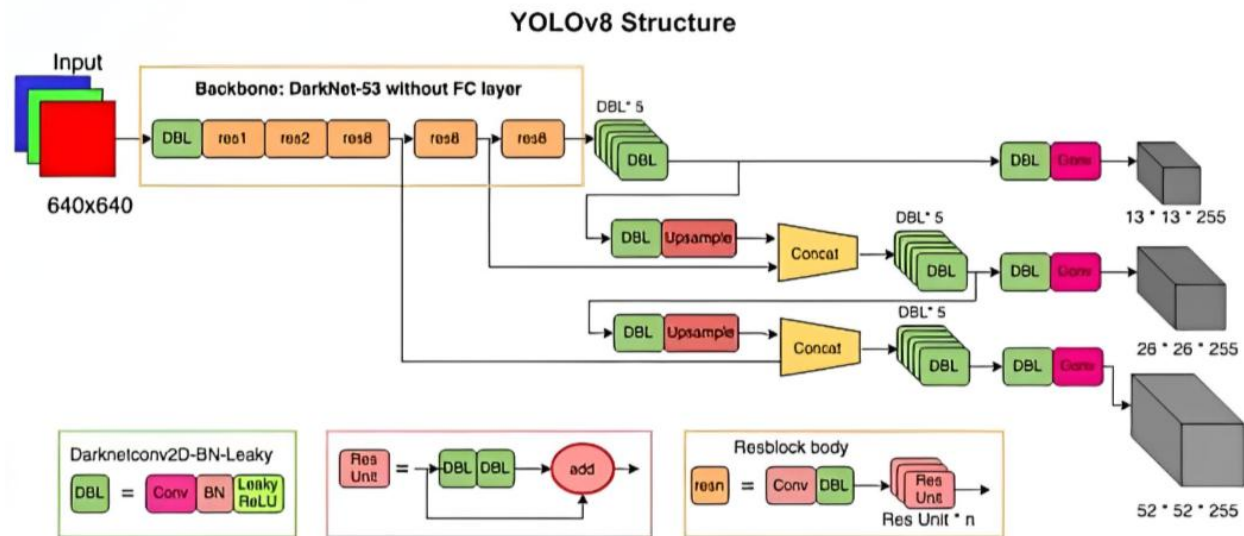 YOLOv8 Structure
Input
640x640
Backbone: DarkNet-53 without FC layer
DBL res1 res2 res8 res8 res8
DBL* 5
DBL
DBL Conv
13 * 13 * 255
DBL Upsample
Concat
DBL* 5
DBL
DBL Conv
26 * 26 * 255
DBL Upsample
Concat
DBL* 5
DBL
DBL Conv
52 * 52 * 255
Darknetconv2D-BN-Leaky
DBL = Conv BN Leaky ReLU
Res Unit = DBL DBL add
Resblock body
resn = Conv DBL Res Unit
Res Unit * n